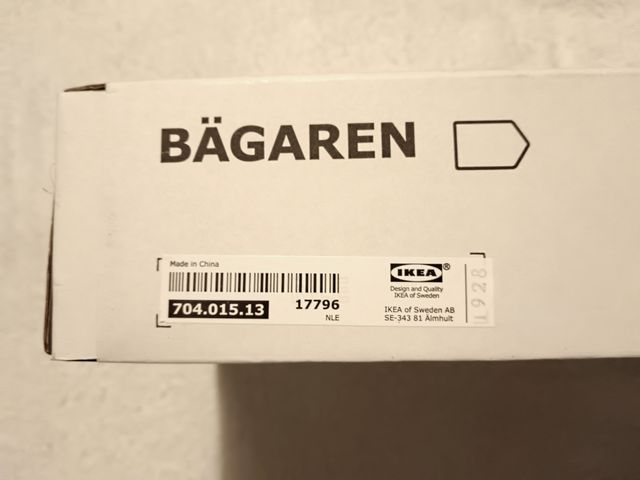 BÄGAREN
Made in China
704.015.13
17796
NLE
IKEA®
Design and Quality
IKEA of Sweden
IKEA of Sweden AB
SE-343 81 Älmhult
1928